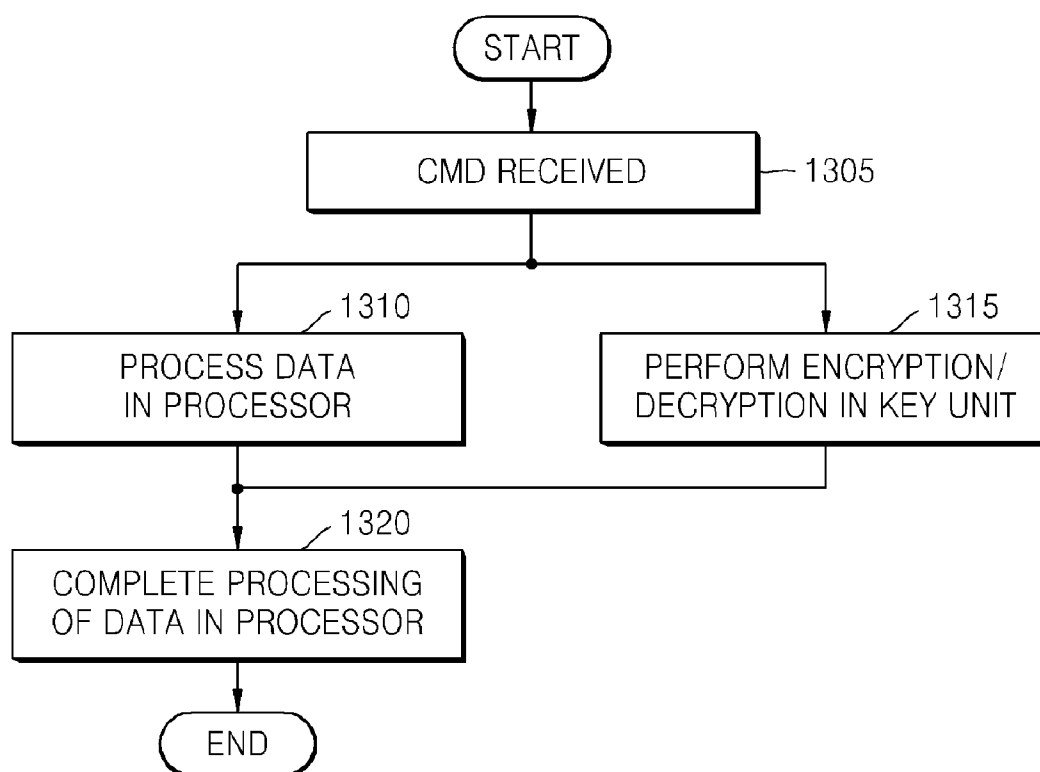 START
CMD RECEIVED
1305
1310
1315
PROCESS DATA
IN PROCESSOR
PERFORM ENCRYPTION/
DECRYPTION IN KEY UNIT
1320
COMPLETE PROCESSING
OF DATA IN PROCESSOR
END